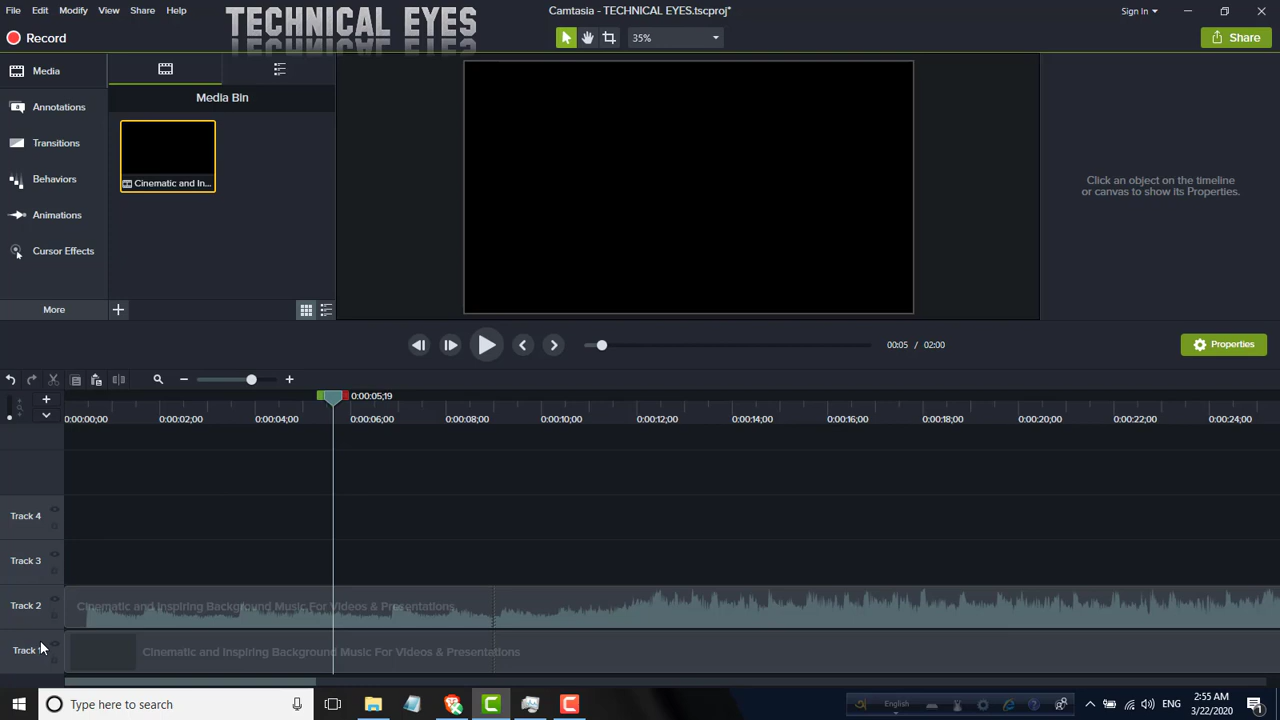 File Edit Modify View Share Help
TECHNICAL EYES
Camtasia - TECHNICAL EYES.tscproj*
Sign In
Record
35%
Share
Media
Annotations
Transitions
Behaviors
Animations
Cursor Effects
More
Media Bin
Cinematic and In...
Click an object on the timeline
or canvas to show its Properties.
00:05 / 02:00
Properties
0:00:05;19
0:00:00;00 0:00:02;00 0:00:04;00 0:00:06;00 0:00:08;00 0:00:10;00 0:00:12;00 0:00:14;00 0:00:16;00 0:00:18;00 0:00:20;00 0:00:22;00 0:00:24;00
Track 4
Track 3
Track 2
Cinematic and Inspiring Background Music For Videos & Presentations
Track
Cinematic and Inspiring Background Music For Videos & Presentations
Type here to search
English
ENG
2:55 AM
3/22/2020